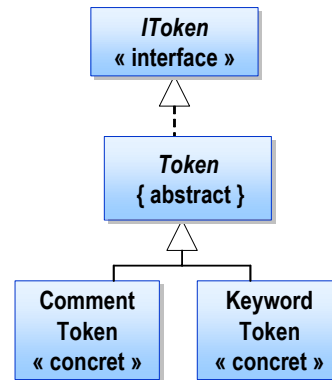 IToken
« interface »
Token
{ abstract }
Comment
Token
« concret »
Keyword
Token
« concret »